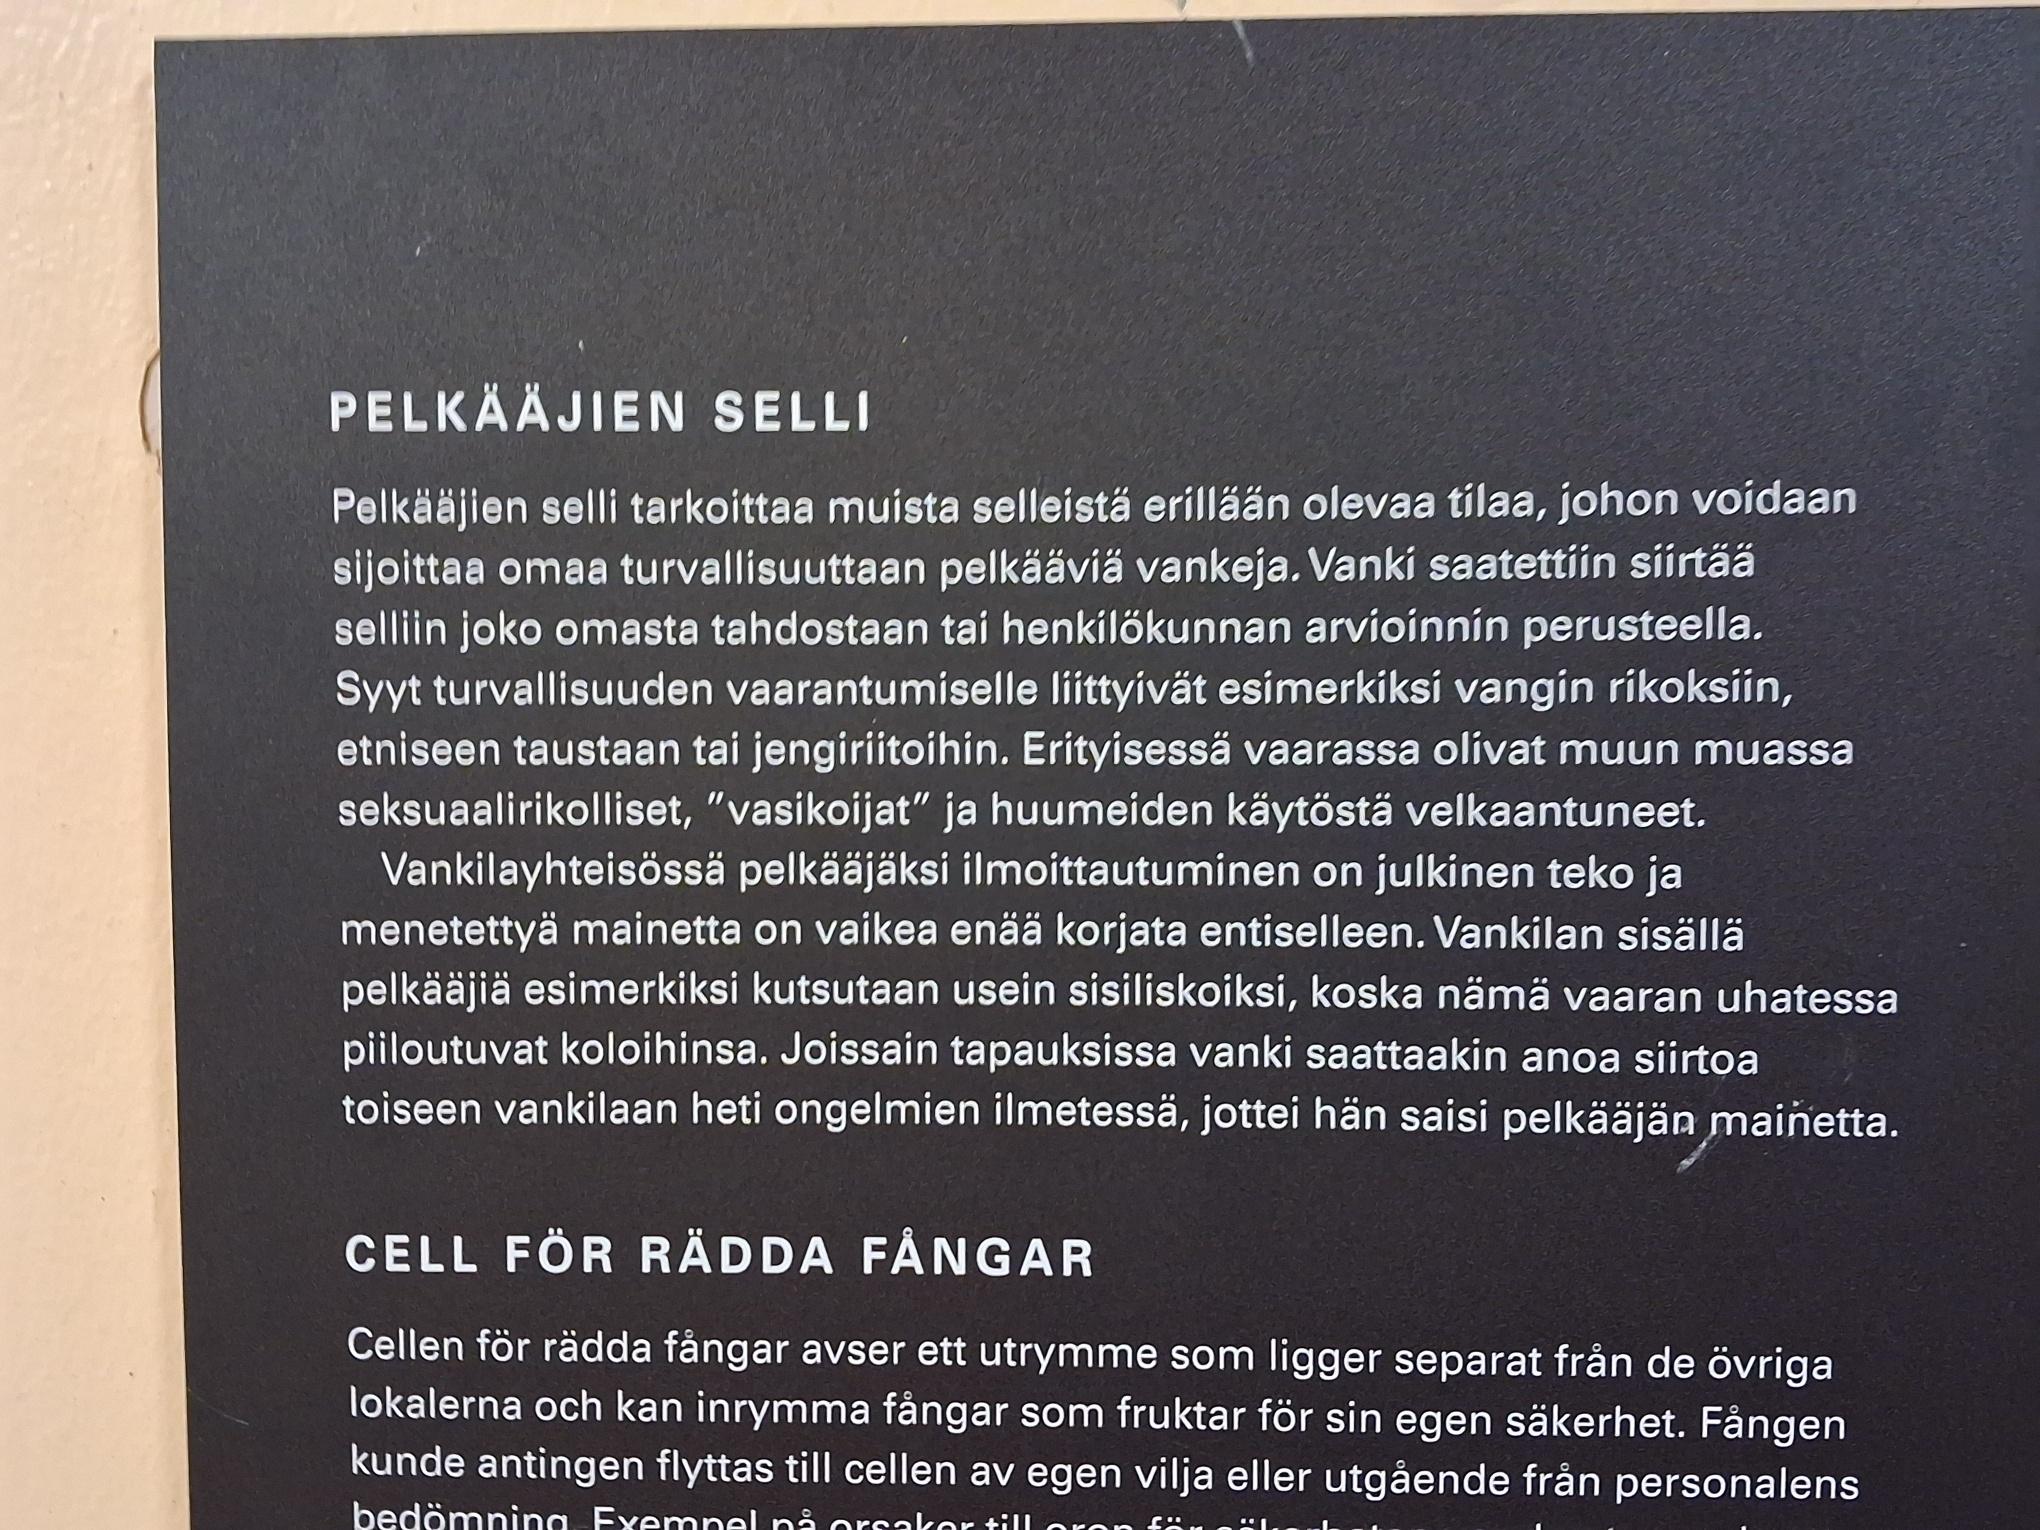 PELKÄÄJIEN SELLI
Pelkääjien selli tarkoittaa muista selleistä erillään olevaa tilaa, johon voidaan
sijoittaa omaa turvallisuuttaan pelkääviä vankeja. Vanki saatettiin siirtää
selliin joko omasta tahdostaan tai henkilökunnan arvioinnin perusteella.
Syyt turvallisuuden vaarantumiselle liittyivät esimerkiksi vangin rikoksiin,
etniseen taustaan tai jengiriitoihin. Erityisessä vaarassa olivat muun muassa
seksuaalirikolliset, ”vasikoijat” ja huumeiden käytöstä velkaantuneet.
Vankilayhteisössä pelkääjäksi ilmoittautuminen on julkinen teko ja
menetettyä mainetta on vaikea enää korjata entiselleen. Vankilan sisällä
pelkääjiä esimerkiksi kutsutaan usein sisiliskoiksi, koska nämä vaaran uhatessa
piiloutuvat koloihinsa. Joissain tapauksissa vanki saattaakin anoa siirtoa
toiseen vankilaan heti ongelmien ilmetessä, jottei hän saisi pelkääjän mainetta.
CELL FÖR RÄDDA FÅNGAR
Cellen för rädda fångar avser ett utrymme som ligger separat från de övriga
lokalerna och kan inrymma fångar som fruktar för sin egen säkerhet. Fången
kunde antingen flyttas till cellen av egen vilja eller utgående från personalens
bedömning. Exempel på orsaker till oron för